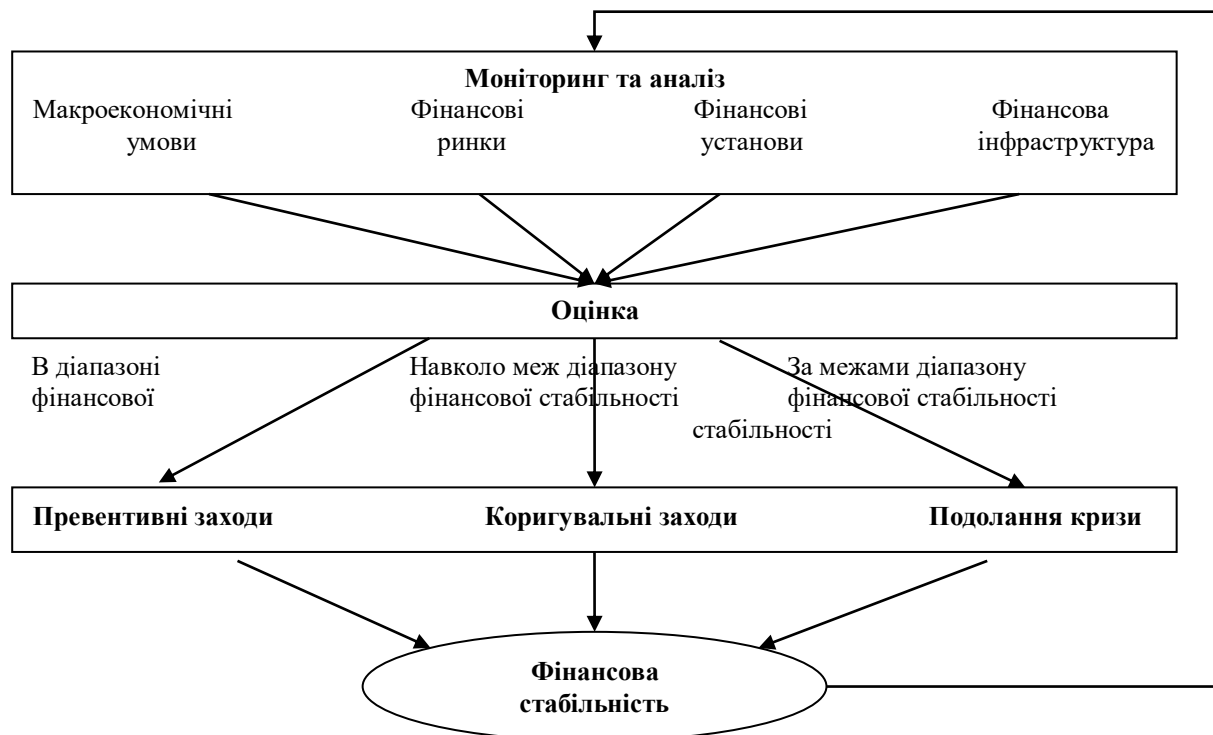 Моніторинг та аналіз
Макроекономічні Фінансові Фінансові Фінансова
умови ринки установи інфраструктура
Оцінка
В діапазоні Навколо меж діапазону За межами діапазону
фінансової фінансової стабільності фінансової стабільності
стабільності
Превентивні заходи Коригувальні заходи Подолання кризи
Фінансова
стабільність